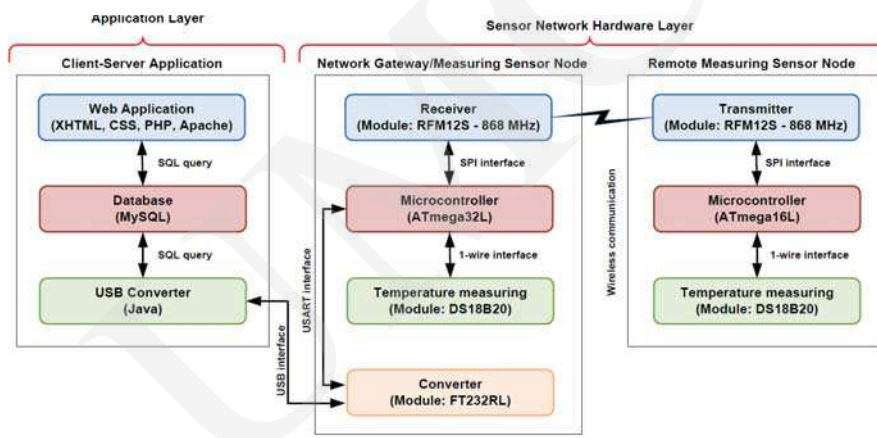 Application Layer
Sensor Network Hardware Layer
Client-Server Application
Network Gateway/Measuring Sensor Node
Remote Measuring Sensor Node
Web Application
(XHTML, CSS, PHP, Apache)
SQL query
Database
(MySQL)
SQL query
USB Converter
(Java)
USB interface
USART interface
Receiver
(Module: RFM12S - 868 MHz)
SPI interface
Microcontroller
(ATmega32L)
1-wire interface
Temperature measuring
(Module: DS18B20)
Converter
(Module: FT232RL)
Wireless communication
Transmitter
(Module: RFM12S - 868 MHz)
SPI interface
Microcontroller
(ATmega16L)
1-wire interface
Temperature measuring
(Module: DS18B20)